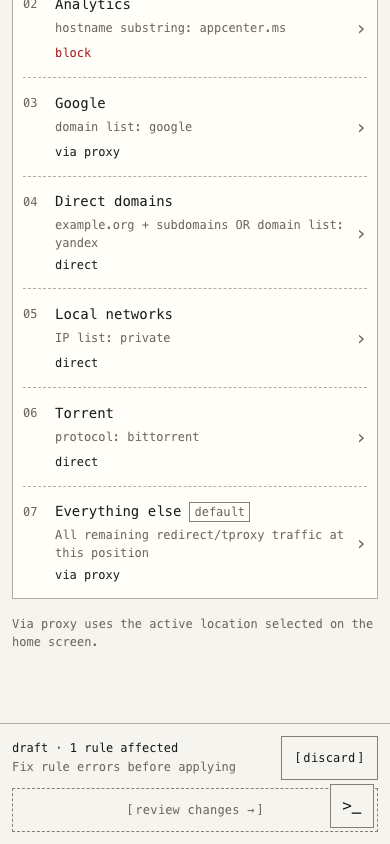 02 Analytics
hostname substring: appcenter.ms
›
block
03 Google
domain list: google
›
via proxy
04 Direct domains
example.org + subdomains OR domain list:
yandex
›
direct
05 Local networks
IP list: private
›
direct
06 Torrent
protocol: bittorrent
›
direct
07 Everything else default
All remaining redirect/tproxy traffic at
this position
›
via proxy
Via proxy uses the active location selected on the
home screen.
draft · 1 rule affected
Fix rule errors before applying
[discard]
[review changes →]
>_